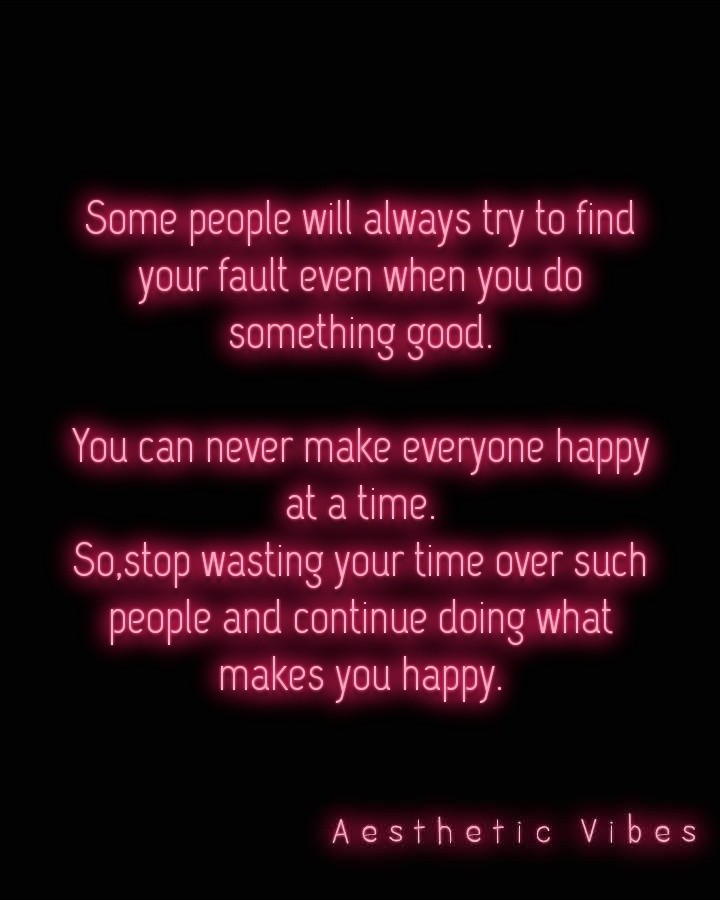 Some people will always try to find
your fault even when you do
something good.
You can never make everyone happy
at a time.
So,stop wasting your time over such
people and continue doing what
makes you happy.
Aesthetic Vibes